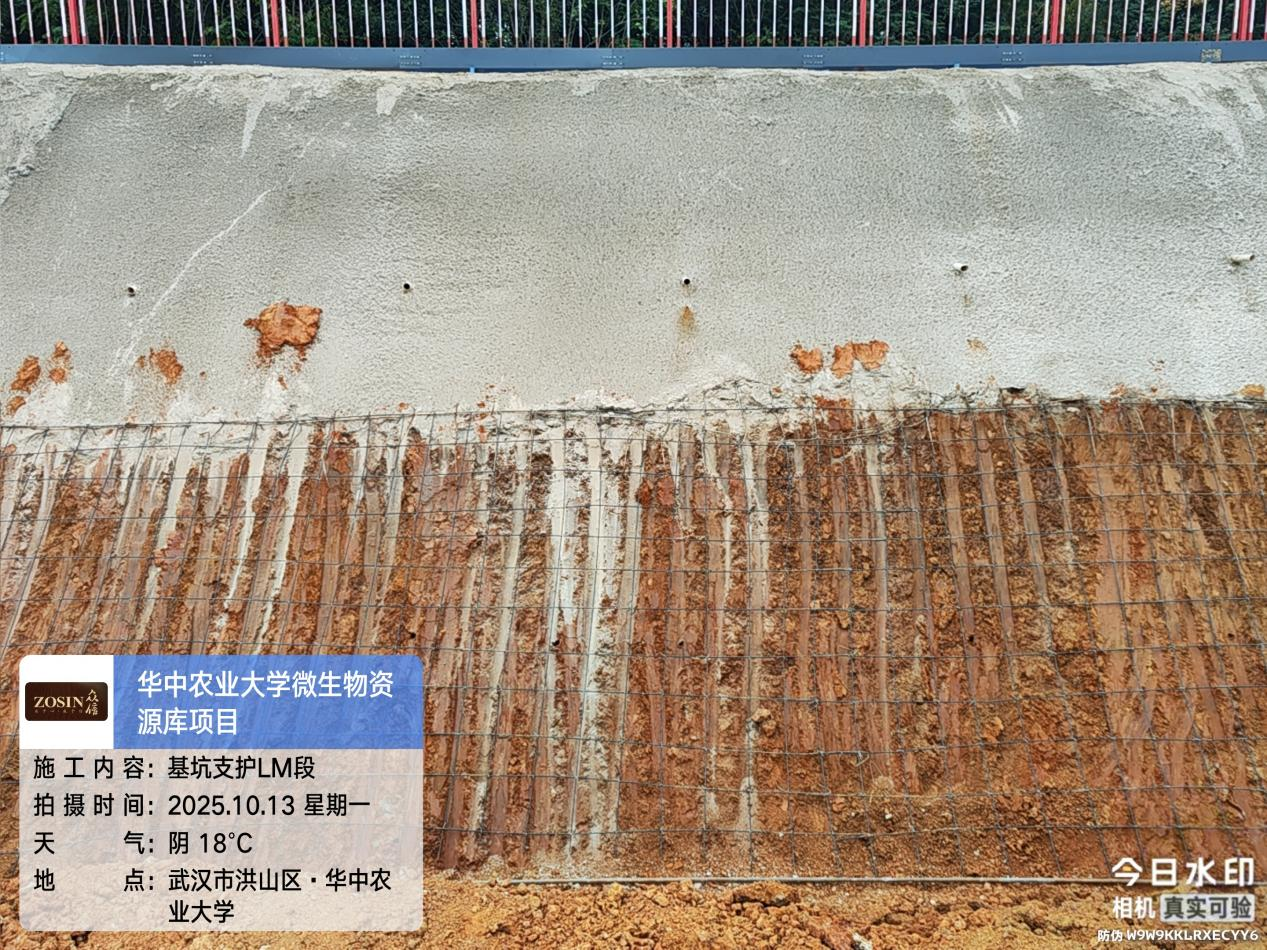 华中农业大学微生物资
源库项目
ZOSIN 众信
施工内容：基坑支护LM段
拍摄时间：2025.10.13 星期一
天气：阴 18℃
地点：武汉市洪山区·华中农
业大学
今日水印
相机 真实可验
防伪 W9W9KKLRXECYY6